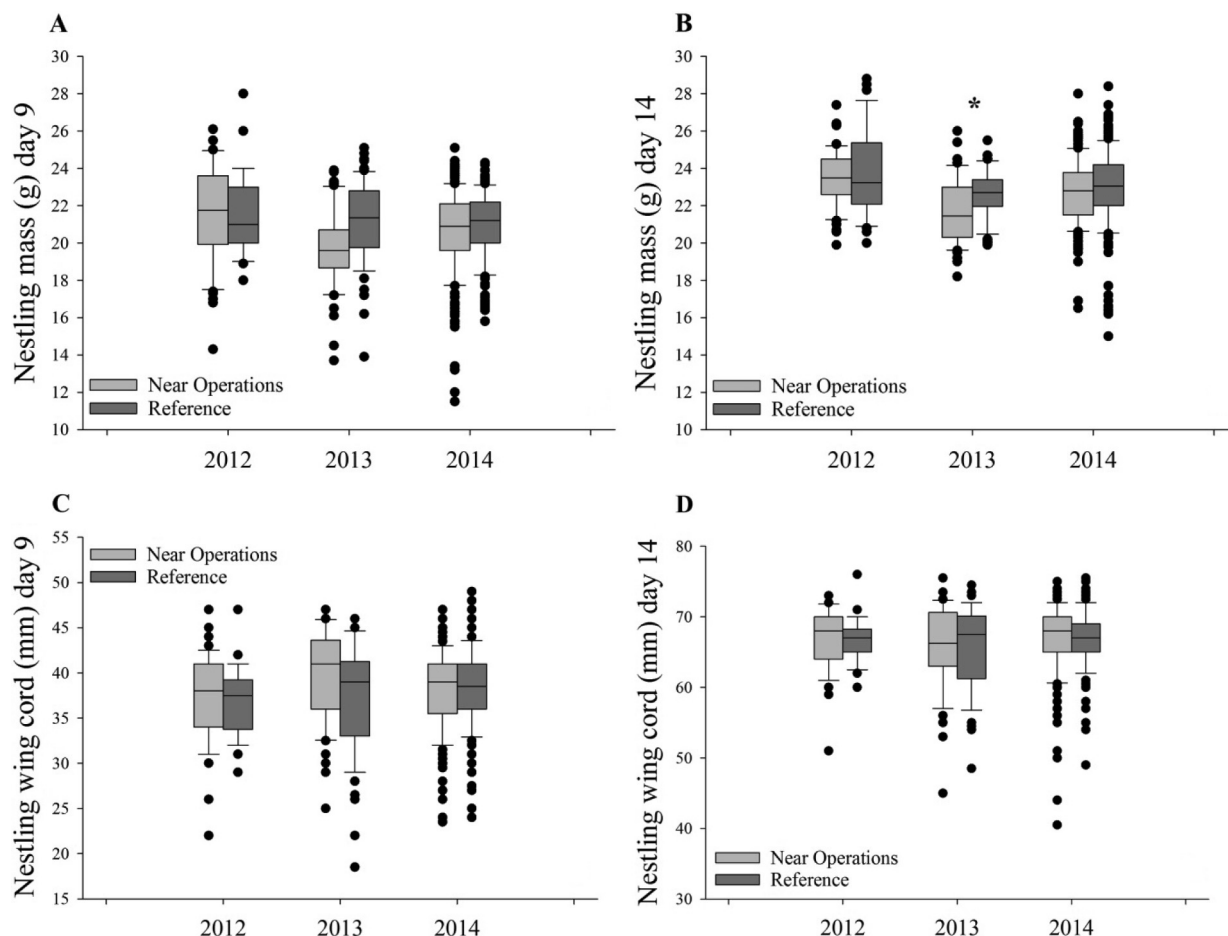 A
Nestling mass (g) day 9
30
28
26
24
22
20
18
16
14
12
10
Near Operations
Reference
2012 2013 2014
B
Nestling mass (g) day 14
30
28
26
24
22
20
18
16
14
12
10
*
Near Operations
Reference
2012 2013 2014
C
Nestling wing cord (mm) day 9
55
50
45
40
35
30
25
20
15
Near Operations
Reference
2012 2013 2014
D
Nestling wing cord (mm) day 14
80
70
60
50
40
30
Near Operations
Reference
2012 2013 2014